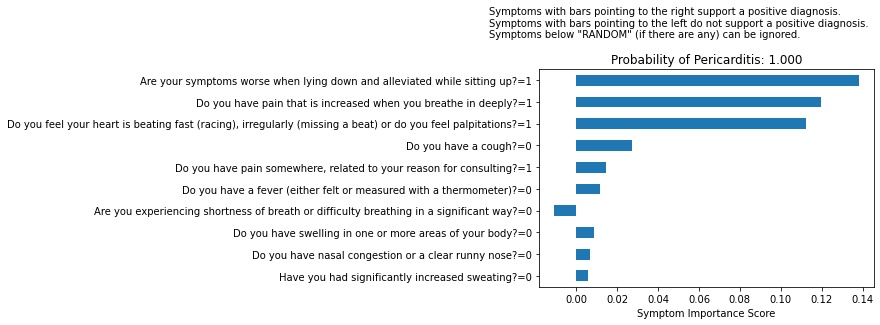 Symptoms with bars pointing to the right support a positive diagnosis.
Symptoms with bars pointing to the left do not support a positive diagnosis.
Symptoms below "RANDOM" (if there are any) can be ignored.
Probability of Pericarditis: 1.000
Are your symptoms worse when lying down and alleviated while sitting up?=1
Do you have pain that is increased when you breathe in deeply?=1
Do you feel your heart is beating fast (racing), irregularly (missing a beat) or do you feel palpitations?=1
Do you have a cough?=0
Do you have pain somewhere, related to your reason for consulting?=1
Do you have a fever (either felt or measured with a thermometer)?=0
Are you experiencing shortness of breath or difficulty breathing in a significant way?=0
Do you have swelling in one or more areas of your body?=0
Do you have nasal congestion or a clear runny nose?=0
Have you had significantly increased sweating?=0
0.00 0.02 0.04 0.06 0.08 0.10 0.12 0.14
Symptom Importance Score